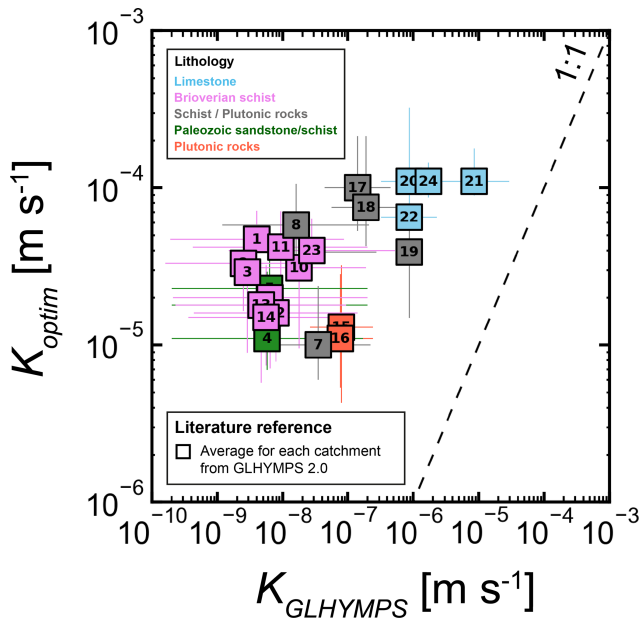 10⁻³
Lithology
Limestone
Brioverian schist
Schist / Plutonic rocks
Paleozoic sandstone/schist
Plutonic rocks
1:1
10⁻⁴
17
20
24
21
18
22
8
1
11
23
19
10
3
14
15
4
7
16
10⁻⁵
Literature reference
Average for each catchment
from GLHYMPS 2.0
10⁻⁶
10⁻¹⁰
10⁻⁹
10⁻⁸
10⁻⁷
10⁻⁶
10⁻⁵
10⁻⁴
10⁻³
K_optim [m s⁻¹]
K_GLHYMPS [m s⁻¹]